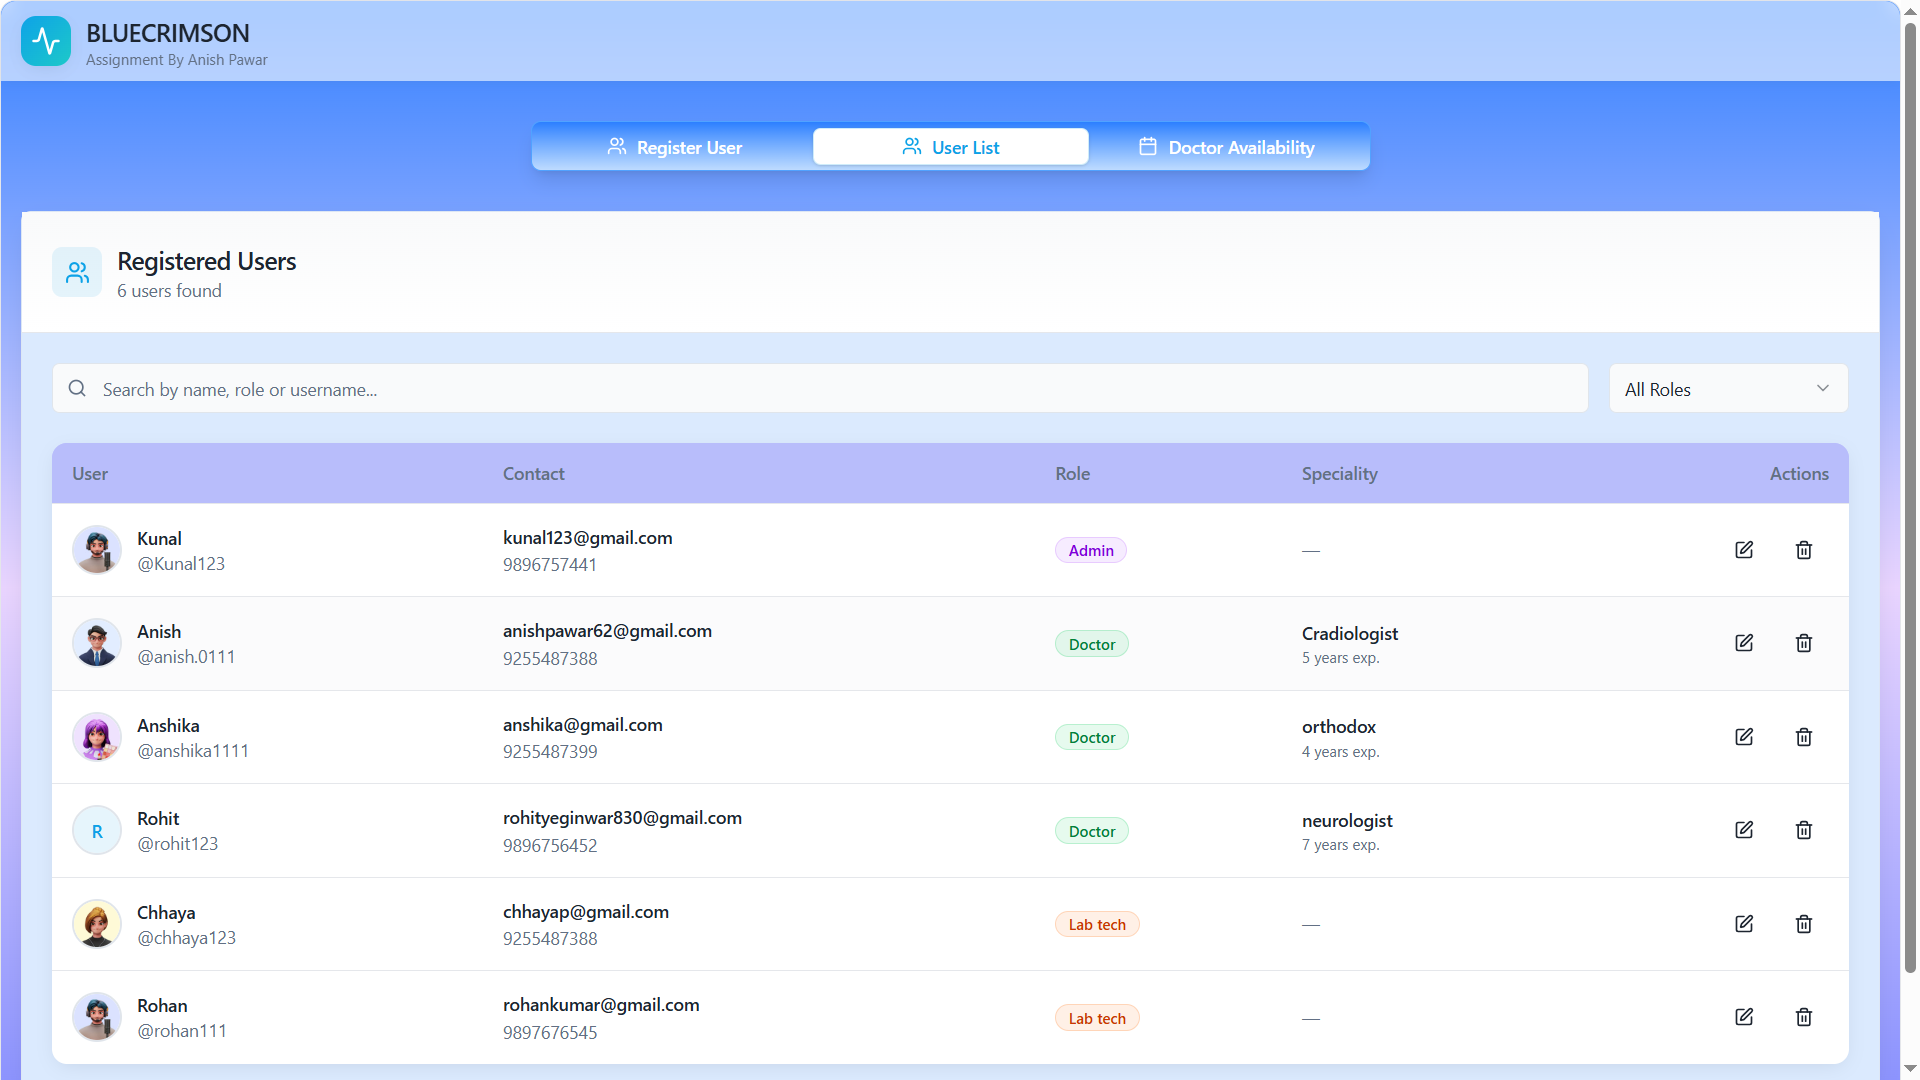 BLUECRIMSON
Assignment By Anish Pawar
Register User
User List
Doctor Availability
Registered Users
6 users found
Search by name, role or username...
All Roles
User Contact Role Speciality Actions
Kunal
@Kunal123
kunal123@gmail.com
9896757441
Admin
—
Anish
@anish.0111
anishpawar62@gmail.com
9255487388
Doctor
Cradiologist
5 years exp.
Anshika
@anshika1111
anshika@gmail.com
9255487399
Doctor
orthodox
4 years exp.
R
Rohit
@rohit123
rohityeginwar830@gmail.com
9896756452
Doctor
neurologist
7 years exp.
Chhaya
@chhaya123
chhayap@gmail.com
9255487388
Lab tech
—
Rohan
@rohan111
rohankumar@gmail.com
9897676545
Lab tech
—